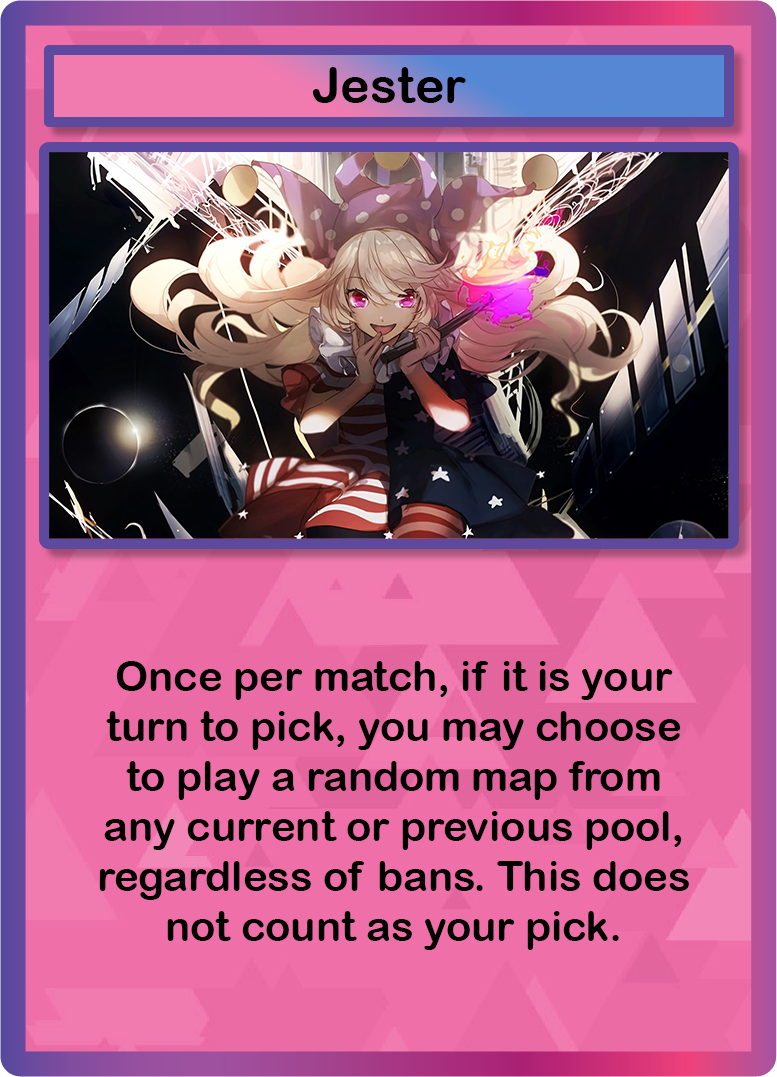 Jester
Once per match, if it is your
turn to pick, you may choose
to play a random map from
any current or previous pool,
regardless of bans. This does
not count as your pick.